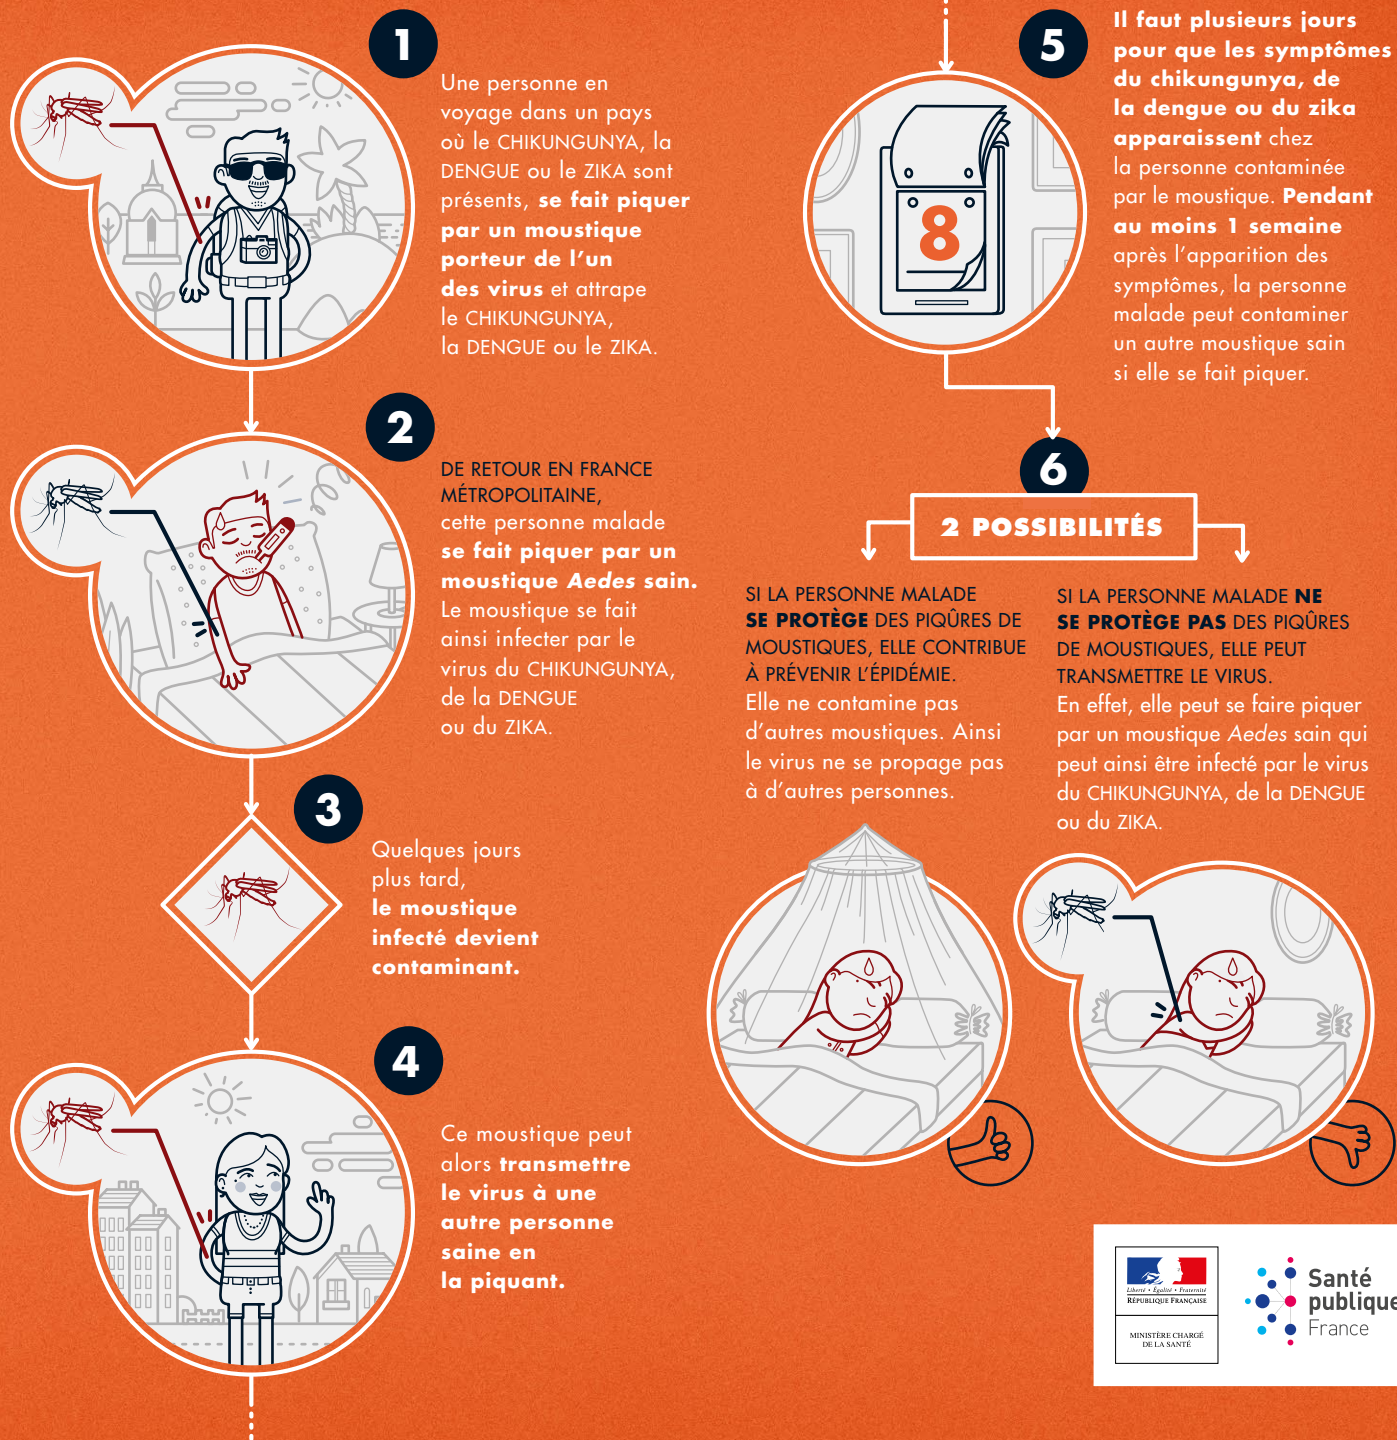 1
Une personne en
voyage dans un pays
où le CHIKUNGUNYA, la
DENGUE ou le ZIKA sont
présents, se fait piquer
par un moustique
porteur de l'un
des virus et attrape
le CHIKUNGUNYA,
la DENGUE ou le ZIKA.
2
DE RETOUR EN FRANCE
MÉTROPOLITAINE,
cette personne malade
se fait piquer par un
moustique Aedes sain.
Le moustique se fait
ainsi infecter par le
virus du CHIKUNGUNYA,
de la DENGUE
ou du ZIKA.
3
Quelques jours
plus tard,
le moustique
infecté devient
contaminant.
4
Ce moustique peut
alors transmettre
le virus à une
autre personne
saine en
la piquant.
5
8
Il faut plusieurs jours
pour que les symptômes
du chikungunya, de
la dengue ou du zika
apparaissent chez
la personne contaminée
par le moustique. Pendant
au moins 1 semaine
après l'apparition des
symptômes, la personne
malade peut contaminer
un autre moustique sain
si elle se fait piquer.
6
2 POSSIBILITÉS
SI LA PERSONNE MALADE
SE PROTÈGE DES PIQÛRES DE
MOUSTIQUES, ELLE CONTRIBUE
À PRÉVENIR L'ÉPIDÉMIE.
Elle ne contamine pas
d'autres moustiques. Ainsi
le virus ne se propage pas
à d'autres personnes.
SI LA PERSONNE MALADE NE
SE PROTÈGE PAS DES PIQÛRES
DE MOUSTIQUES, ELLE PEUT
TRANSMETTRE LE VIRUS.
En effet, elle peut se faire piquer
par un moustique Aedes sain qui
peut ainsi être infecté par le virus
du CHIKUNGUNYA, de la DENGUE
ou du ZIKA.
Liberté • Égalité • Fraternité
RÉPUBLIQUE FRANÇAISE
MINISTÈRE CHARGÉ
DE LA SANTÉ
Santé
publique
France